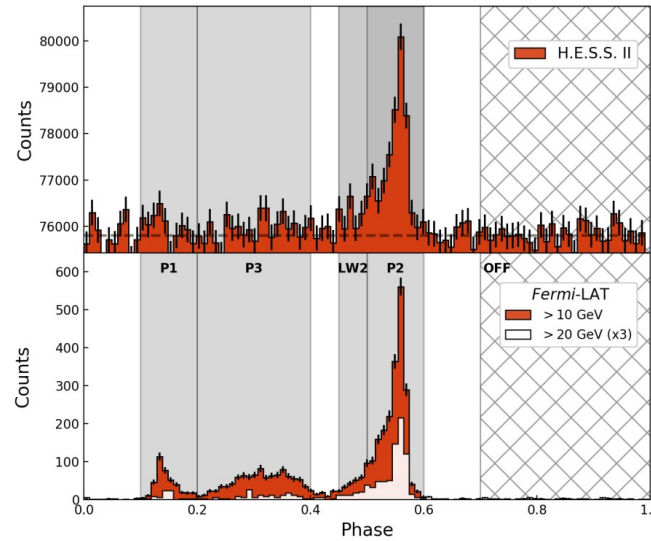 80000
79000
78000
77000
76000
Counts
H.E.S.S. II
600
500
400
300
200
100
0
Counts
P1 P3 LW2 P2 OFF
Fermi-LAT
> 10 GeV
> 20 GeV (x3)
0.0 0.2 0.4 0.6 0.8 1.
Phase